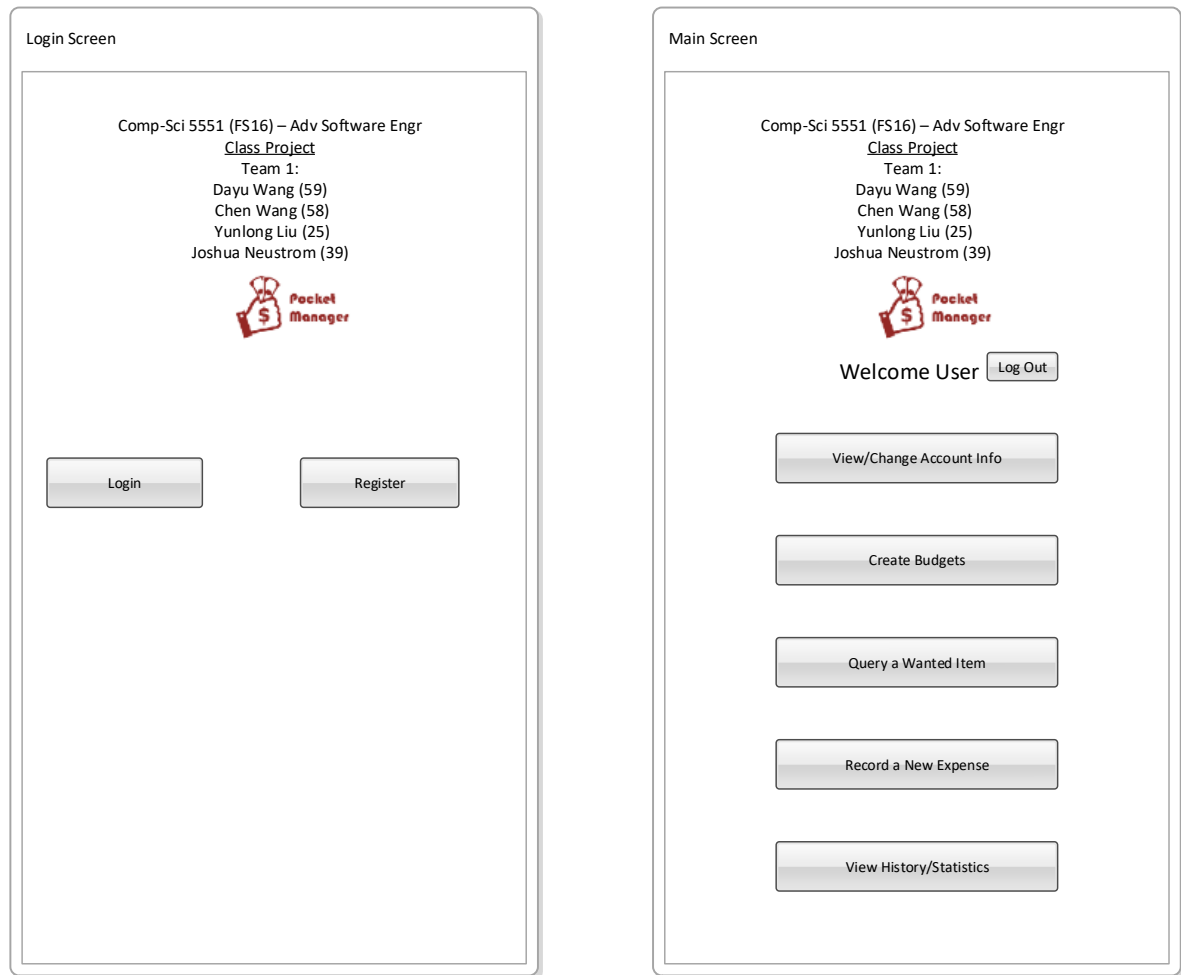 Login Screen
Comp-Sci 5551 (FS16) – Adv Software Engr
Class Project
Team 1:
Dayu Wang (59)
Chen Wang (58)
Yunlong Liu (25)
Joshua Neustrom (39)
$
Pocket
Manager
Login
Register
Main Screen
Comp-Sci 5551 (FS16) – Adv Software Engr
Class Project
Team 1:
Dayu Wang (59)
Chen Wang (58)
Yunlong Liu (25)
Joshua Neustrom (39)
$
Pocket
Manager
Welcome User
Log Out
View/Change Account Info
Create Budgets
Query a Wanted Item
Record a New Expense
View History/Statistics